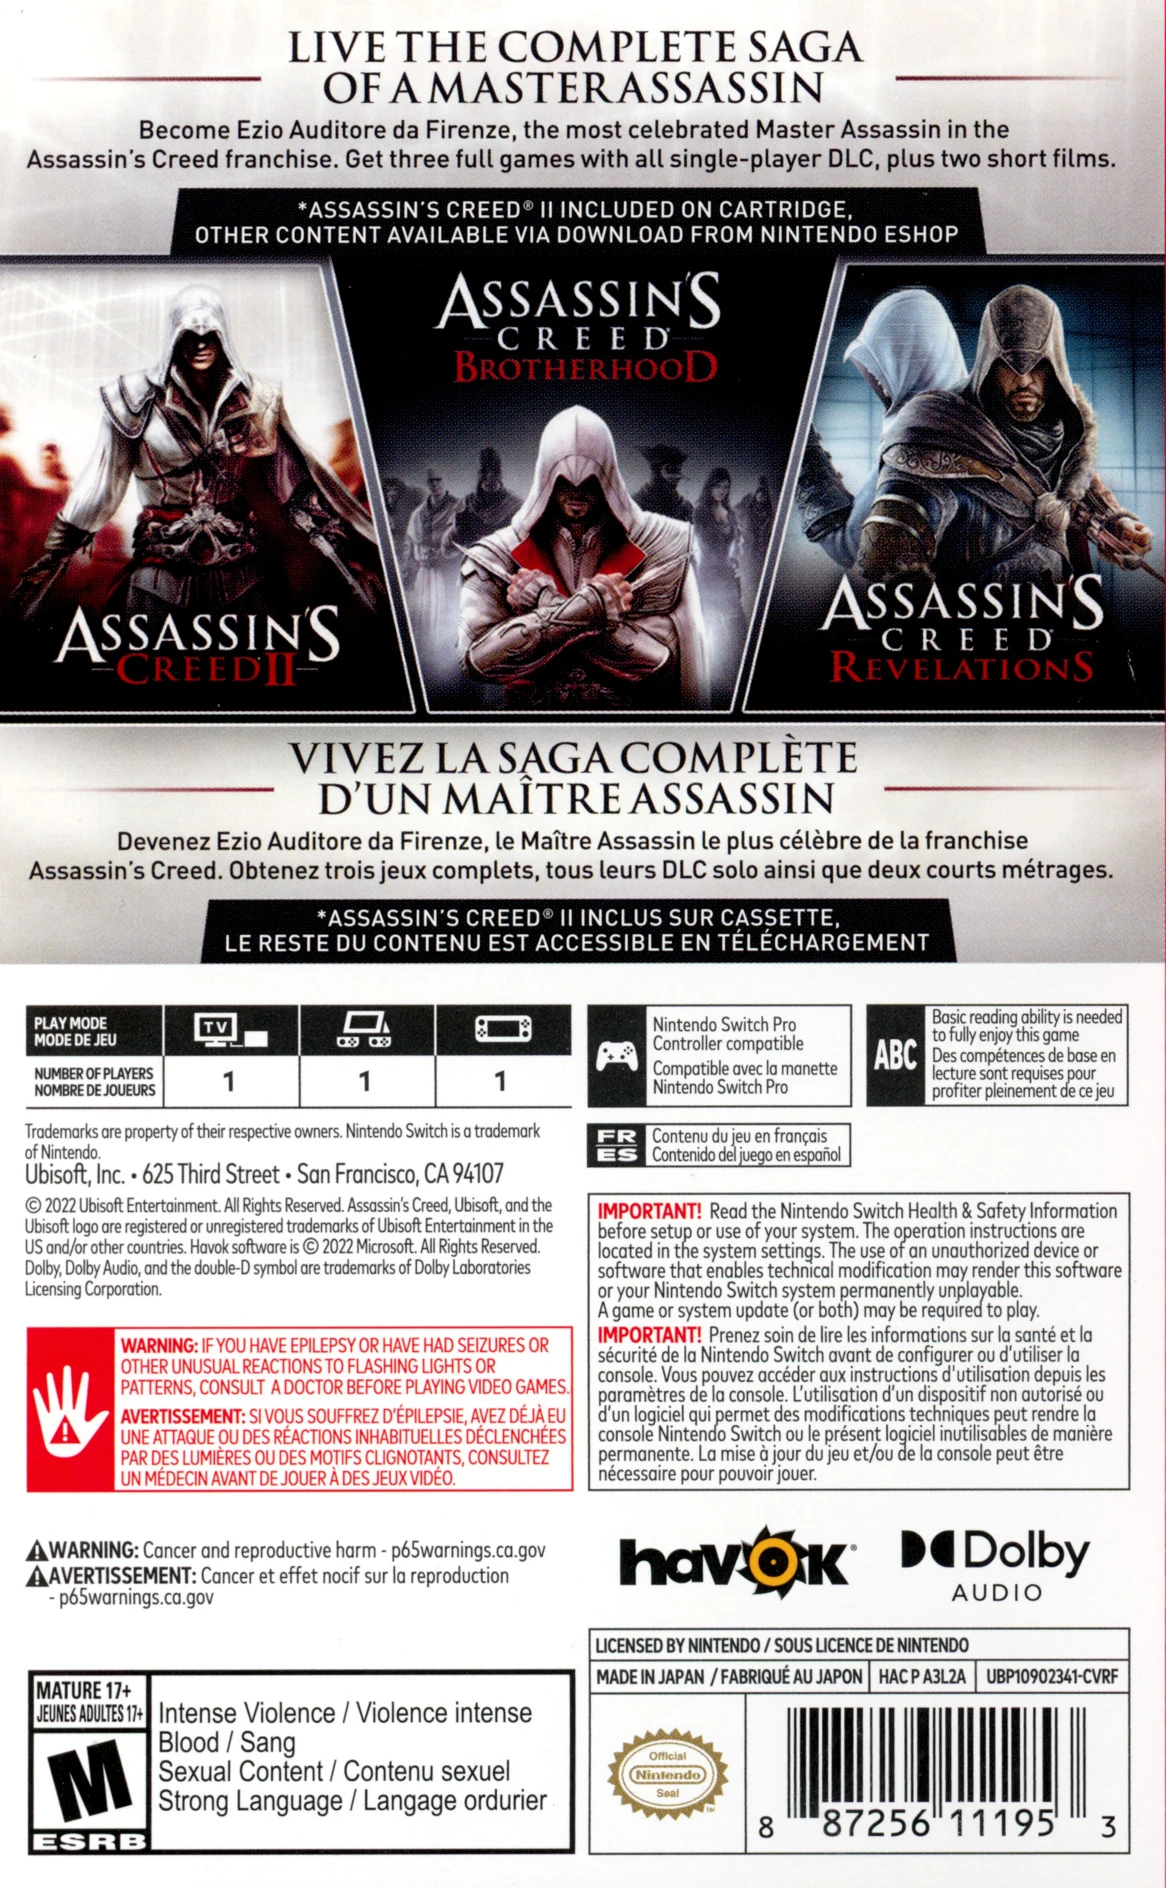 LIVE THE COMPLETE SAGA
OF A MASTER ASSASSIN
Become Ezio Auditore da Firenze, the most celebrated Master Assassin in the
Assassin's Creed franchise. Get three full games with all single-player DLC, plus two short films.
*ASSASSIN'S CREED® II INCLUDED ON CARTRIDGE,
OTHER CONTENT AVAILABLE VIA DOWNLOAD FROM NINTENDO ESHOP
ASSASSIN'S
CREED II
ASSASSIN'S
CREED
BROTHERHOOD
ASSASSIN'S
CREED
REVELATIONS
VIVEZ LA SAGA COMPLÈTE
D'UN MAÎTRE ASSASSIN
Devenez Ezio Auditore da Firenze, le Maître Assassin le plus célèbre de la franchise
Assassin's Creed. Obtenez trois jeux complets, tous leurs DLC solo ainsi que deux courts métrages.
*ASSASSIN'S CREED® II INCLUS SUR CASSETTE,
LE RESTE DU CONTENU EST ACCESSIBLE EN TÉLÉCHARGEMENT
PLAY MODE
MODE DE JEU
TV
NUMBER OF PLAYERS
NOMBRE DE JOUEURS
1
1
1
Nintendo Switch Pro
Controller compatible
Compatible avec la manette
Nintendo Switch Pro
ABC
Basic reading ability is needed
to fully enjoy this game
Des compétences de base en
lecture sont requises pour
profiter pleinement de ce jeu
FR
ES
Contenu du jeu en français
Contenido del juego en español
Trademarks are property of their respective owners. Nintendo Switch is a trademark
of Nintendo.
Ubisoft, Inc. • 625 Third Street • San Francisco, CA 94107
© 2022 Ubisoft Entertainment. All Rights Reserved. Assassin's Creed, Ubisoft, and the
Ubisoft logo are registered or unregistered trademarks of Ubisoft Entertainment in the
US and/or other countries. Havok software is © 2022 Microsoft. All Rights Reserved.
Dolby, Dolby Audio, and the double-D symbol are trademarks of Dolby Laboratories
Licensing Corporation.
WARNING: IF YOU HAVE EPILEPSY OR HAVE HAD SEIZURES OR
OTHER UNUSUAL REACTIONS TO FLASHING LIGHTS OR
PATTERNS, CONSULT A DOCTOR BEFORE PLAYING VIDEO GAMES.
AVERTISSEMENT: SI VOUS SOUFFREZ D'ÉPILEPSIE, AVEZ DÉJÀ EU
UNE ATTAQUE OU DES RÉACTIONS INHABITUELLES DÉCLENCHÉES
PAR DES LUMIÈRES OU DES MOTIFS CLIGNOTANTS, CONSULTEZ
UN MÉDECIN AVANT DE JOUER À DES JEUX VIDÉO.
IMPORTANT! Read the Nintendo Switch Health & Safety Information
before setup or use of your system. The operation instructions are
located in the system settings. The use of an unauthorized device or
software that enables technical modification may render this software
or your Nintendo Switch system permanently unplayable.
A game or system update (or both) may be required to play.
IMPORTANT! Prenez soin de lire les informations sur la santé et la
sécurité de la Nintendo Switch avant de configurer ou d'utiliser la
console. Vous pouvez accéder aux instructions d'utilisation depuis les
paramètres de la console. L'utilisation d'un dispositif non autorisé ou
d'un logiciel qui permet des modifications techniques peut rendre la
console Nintendo Switch ou le présent logiciel inutilisables de manière
permanente. La mise à jour du jeu et/ou de la console peut être
nécessaire pour pouvoir jouer.
WARNING: Cancer and reproductive harm - p65warnings.ca.gov
AVERTISSEMENT: Cancer et effet nocif sur la reproduction
- p65warnings.ca.gov
havok®
Dolby
AUDIO
LICENSED BY NINTENDO / SOUS LICENCE DE NINTENDO
MADE IN JAPAN / FABRIQUÉ AU JAPON
HAC P A3L2A
UBP10902341-CVRF
MATURE 17+
JEUNES ADULTES 17+
M
ESRB
Intense Violence / Violence intense
Blood / Sang
Sexual Content / Contenu sexuel
Strong Language / Langage ordurier
Official
Nintendo
Seal
TM
8 87256 11195 3